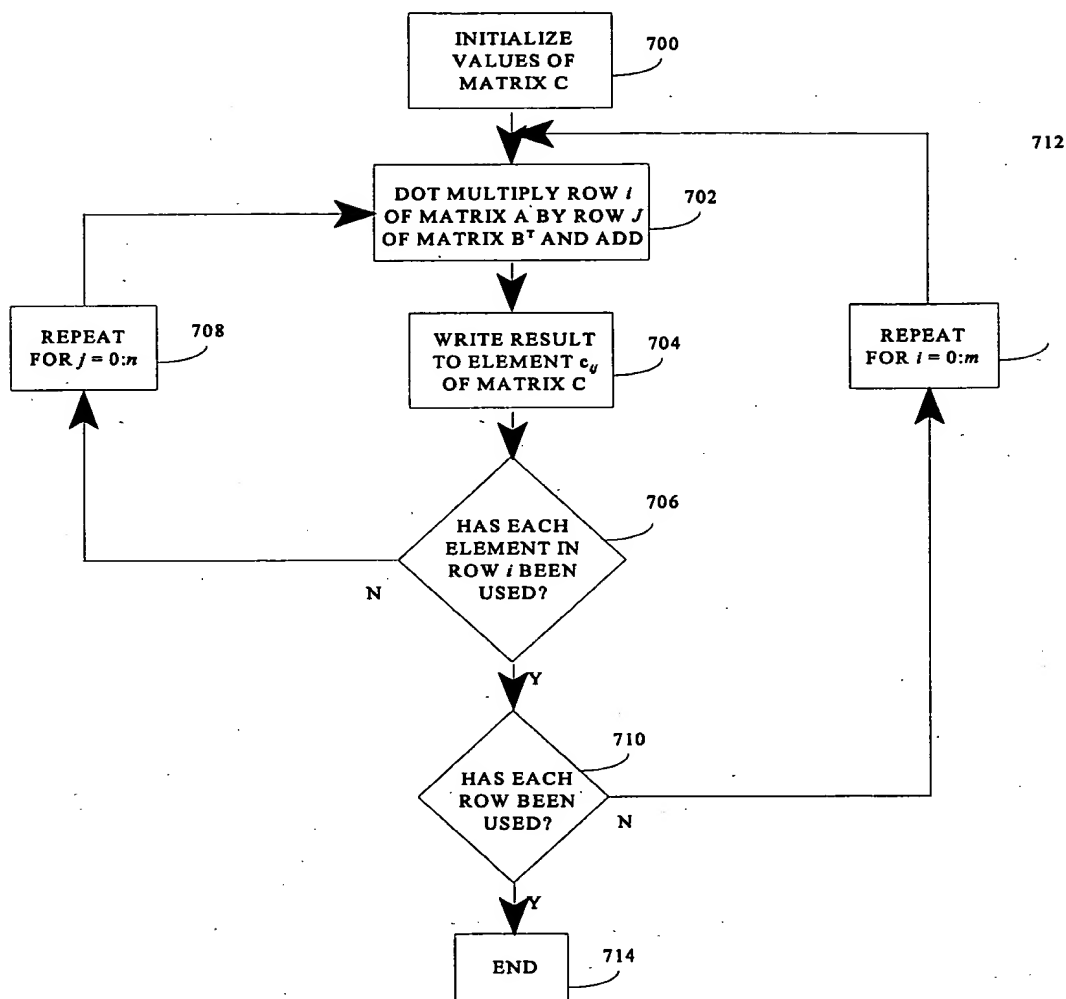 INITIALIZE
VALUES OF
MATRIX C
700
712
DOT MULTIPLY ROW i
OF MATRIX A BY ROW J
OF MATRIX Bᵀ AND ADD
702
REPEAT
FOR j = 0:n
708
WRITE RESULT
TO ELEMENT cᵢⱼ
OF MATRIX C
704
REPEAT
FOR i = 0:m
HAS EACH
ELEMENT IN
ROW i BEEN
USED?
706
N
Y
HAS EACH
ROW BEEN
USED?
710
N
Y
END
714